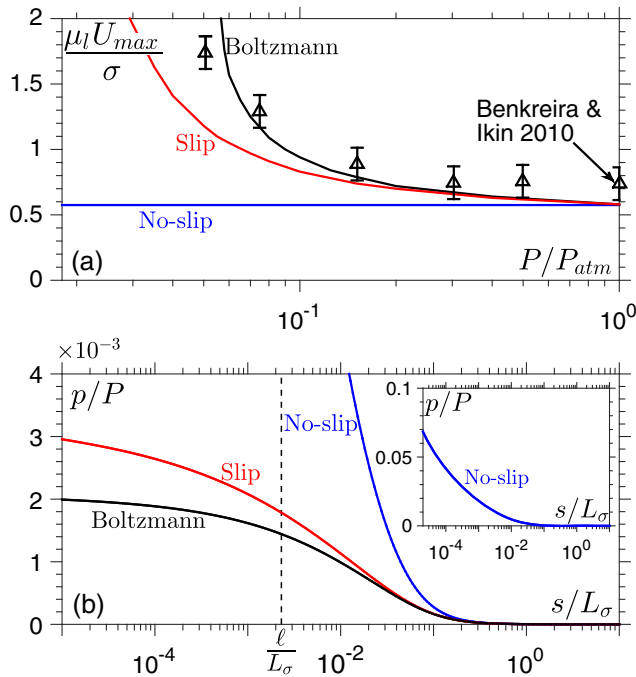 2
μ_l U_max / σ
Boltzmann
1.5
Benkreira &
Ikin 2010
Slip
1
0.5
No-slip
(a)
P/P_atm
0
10^-1
10^0
×10^-3
4
p/P
0.1
p/P
No-slip
3
Slip
0.05
No-slip
s/L_σ
2
0
Boltzmann
10^-4
10^-2
10^0
1
(b)
s/L_σ
0
10^-4
ℓ / L_σ
10^-2
10^0